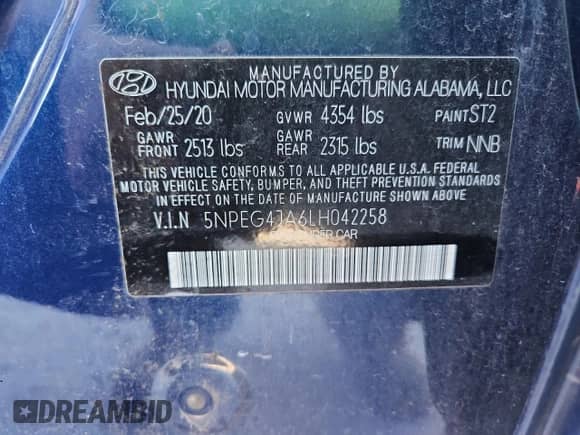 MANUFACTURED BY
HYUNDAI MOTOR MANUFACTURING ALABAMA, LLC
Feb/25/20 GVWR 4354 lbs PAINT ST2
GAWR FRONT 2513 lbs GAWR REAR 2315 lbs TRIM NNB
THIS VEHICLE CONFORMS TO ALL APPLICABLE U.S.A. FEDERAL
MOTOR VEHICLE SAFETY, BUMPER, AND THEFT PREVENTION STANDARDS
IN EFFECT ON THE DATE OF MANUFACTURE SHOWN ABOVE
V.I.N 5NPEG4JA6LH042258
CAR
DREAMBID